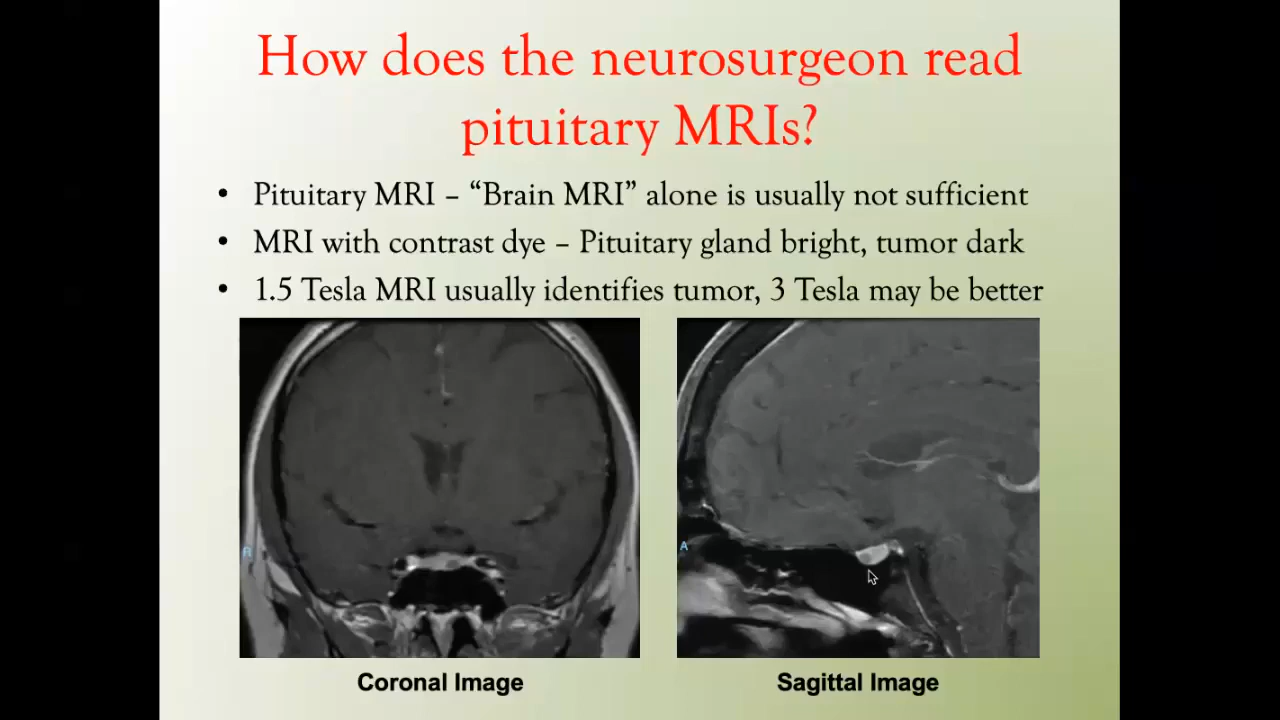 How does the neurosurgeon read
pituitary MRIs?
• Pituitary MRI – “Brain MRI” alone is usually not sufficient
• MRI with contrast dye – Pituitary gland bright, tumor dark
• 1.5 Tesla MRI usually identifies tumor, 3 Tesla may be better
R
A
Coronal Image
Sagittal Image